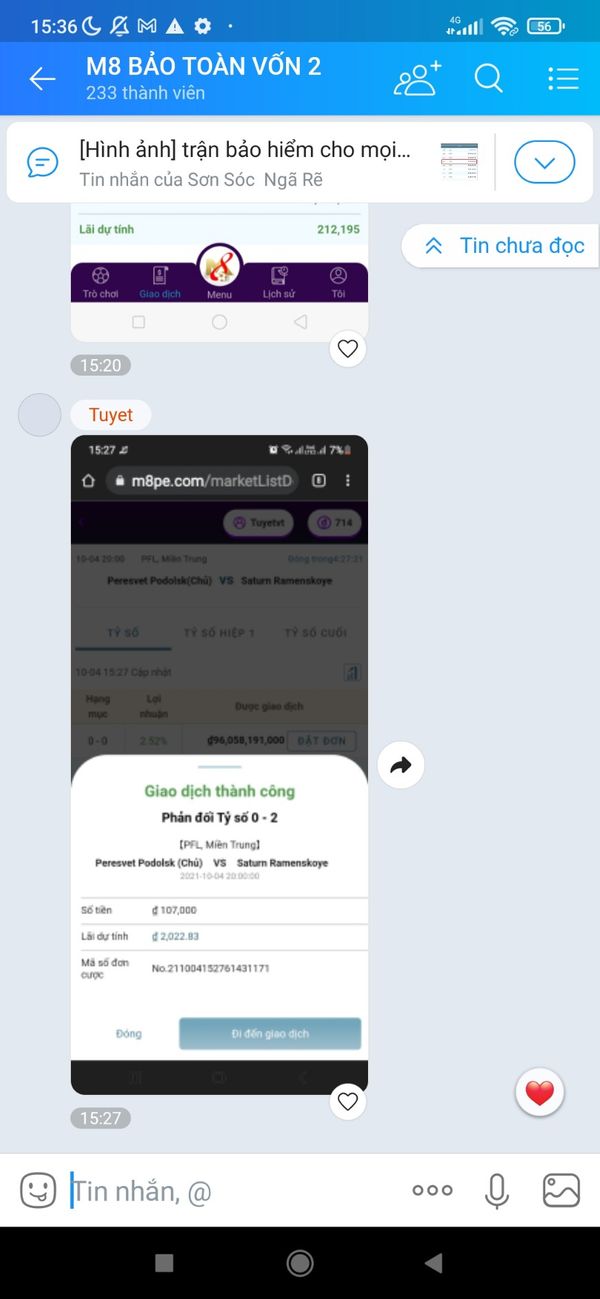 15:36
4G
56
M8 BẢO TOÀN VỐN 2
233 thành viên
[Hình ảnh] trận bảo hiểm cho mọi...
Tin nhắn của Sơn Sóc Ngã Rẽ
Tin chưa đọc
Lãi dự tính 212,195
Trò chơi Giao dịch Menu Lịch sử Tôi
15:20
Tuyet
15:27 7%
m8pe.com/marketListD 8
Tuyetvt 714
10-04 20:00 PFL, Miền Trung Đóng trong4:27:21
Peresvet Podolsk(Chủ) VS Saturn Ramenskoye
TỶ SỐ TỶ SỐ HIỆP 1 TỶ SỐ CUỐI
10-04 15:27 Cập nhật
Hạng mục Lợi nhuận Được giao dịch
0 - 0 2.52% ₫96,058,191,000 ĐẶT ĐƠN
Giao dịch thành công
Phản đối Tỷ số 0 - 2
【PFL, Miền Trung】
Peresvet Podolsk (Chủ) VS Saturn Ramenskoye
2021-10-04 20:00:00
Số tiền ₫ 107,000
Lãi dự tính ₫ 2,022.83
Mã số đơn cược No.211004152761431171
Đóng Đi đến giao dịch
15:27
Tin nhắn, @